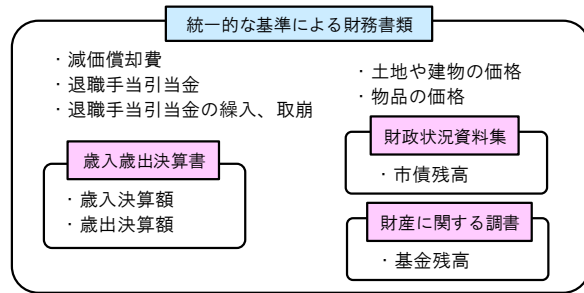 統一的な基準による財務書類
・減価償却費
・退職手当引当金
・退職手当引当金の繰入、取崩
・土地や建物の価格
・物品の価格
歳入歳出決算書
・歳入決算額
・歳出決算額
財政状況資料集
・市債残高
財産に関する調書
・基金残高